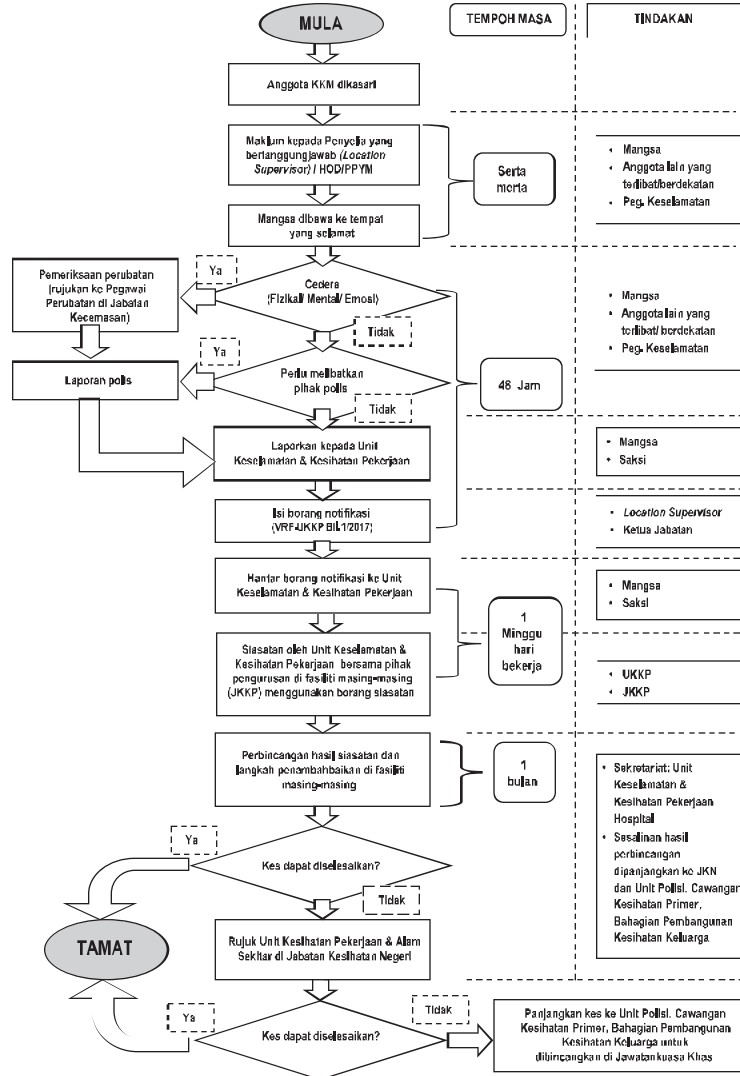 MULA
TEMPOH MASA
TINDAKAN
Anggota KKM dikasari
Maklum kepada Penyelia yang
bertanggungjawab (Location
Supervisor) / HOD/PPYM
Serta
merta
• Mangsa
• Anggota lain yang
terlibat/berdekatan
• Peg. Keselamatan
Mangsa dibawa ke tempat
yang selamat
Pemeriksaan perubatan
(rujukan ke Pegawai
Perubatan di Jabatan
Kecemasan)
Ya
Cedera
(Fizikal/ Mental/ Emosi)
Tidak
• Mangsa
• Anggota lain yang
terlibat/ berdekatan
• Peg. Keselamatan
Laporan polis
Ya
Perlu melibatkan
pihak polis
Tidak
48 Jam
Laporkan kepada Unit
Keselamatan & Kesihatan Pekerjaan
• Mangsa
• Saksi
Isi borang notifikasi
(VRF-UKKP Bil.1/2017)
• Location Supervisor
• Ketua Jabatan
Hantar borang notifikasi ke Unit
Keselamatan & Kesihatan Pekerjaan
• Mangsa
• Saksi
1
Minggu
hari
bekerja
Siasatan oleh Unit Keselamatan &
Kesihatan Pekerjaan bersama pihak
pengurusan di fasiliti masing-masing
(JKKP) menggunakan borang siasatan
• UKKP
• JKKP
Perbincangan hasil siasatan dan
langkah penambahbaikan di fasiliti
masing-masing
1
bulan
• Sekretariat: Unit
Keselamatan &
Kesihatan Pekerjaan
Hospital
• Sesalinan hasil
perbincangan
dipanjangkan ke JKN
dan Unit Polisi. Cawangan
Kesihatan Primer,
Bahagian Pembangunan
Kesihatan Keluarga
Ya
Kes dapat diselesaikan?
Tidak
TAMAT
Rujuk Unit Kesihatan Pekerjaan & Alam
Sekitar di Jabatan Kesihatan Negeri
Ya
Kes dapat diselesaikan?
Tidak
Panjangkan kes ke Unit Polisi. Cawangan
Kesihatan Primer, Bahagian Pembangunan
Kesihatan Keluarga untuk
dibincangkan di Jawatankuasa Khas